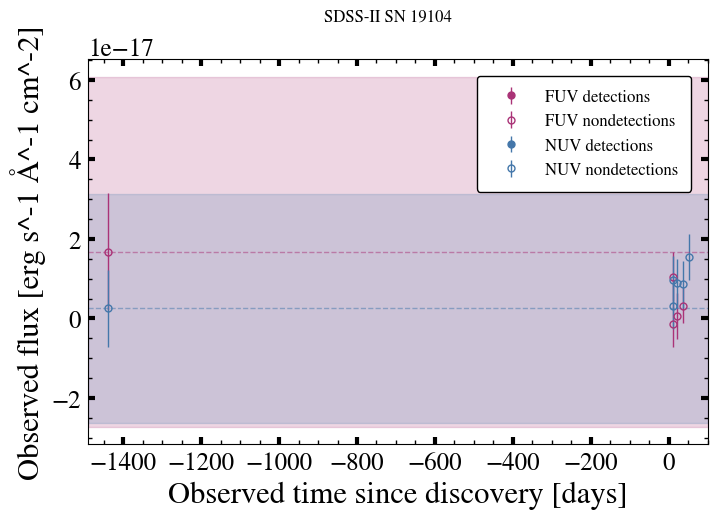 SDSS-II SN 19104
1e−17
FUV detections
FUV nondetections
NUV detections
NUV nondetections
6
4
2
0
−2
Observed flux [erg s^-1 Å^-1 cm^-2]
−1400 −1200 −1000 −800 −600 −400 −200 0
Observed time since discovery [days]